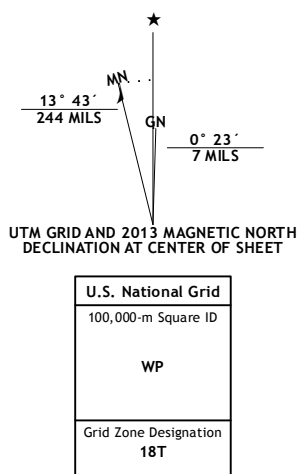 ★
MN
GN
13° 43´
244 MILS
0° 23´
7 MILS
UTM GRID AND 2013 MAGNETIC NORTH
DECLINATION AT CENTER OF SHEET
U.S. National Grid
100,000-m Square ID
WP
Grid Zone Designation
18T